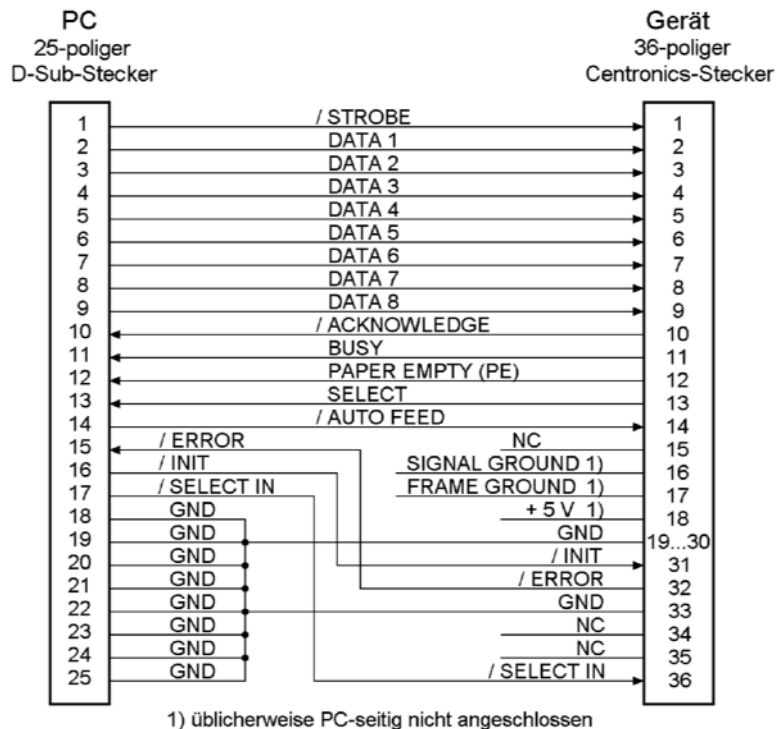 PC
25-poliger
D-Sub-Stecker
Gerät
36-poliger
Centronics-Stecker
1 / STROBE 1
2 DATA 1 2
3 DATA 2 3
4 DATA 3 4
5 DATA 4 5
6 DATA 5 6
7 DATA 6 7
8 DATA 7 8
9 DATA 8 9
10 / ACKNOWLEDGE 10
11 BUSY 11
12 PAPER EMPTY (PE) 12
13 SELECT 13
14 / AUTO FEED 14
15 / ERROR NC 15
16 / INIT SIGNAL GROUND 1) 16
17 / SELECT IN FRAME GROUND 1) 17
18 GND + 5 V 1) 18
19 GND GND 19...30
20 GND / INIT 31
21 GND / ERROR 32
22 GND GND 33
23 GND NC 34
24 GND NC 35
25 GND / SELECT IN 36
1) üblicherweise PC-seitig nicht angeschlossen